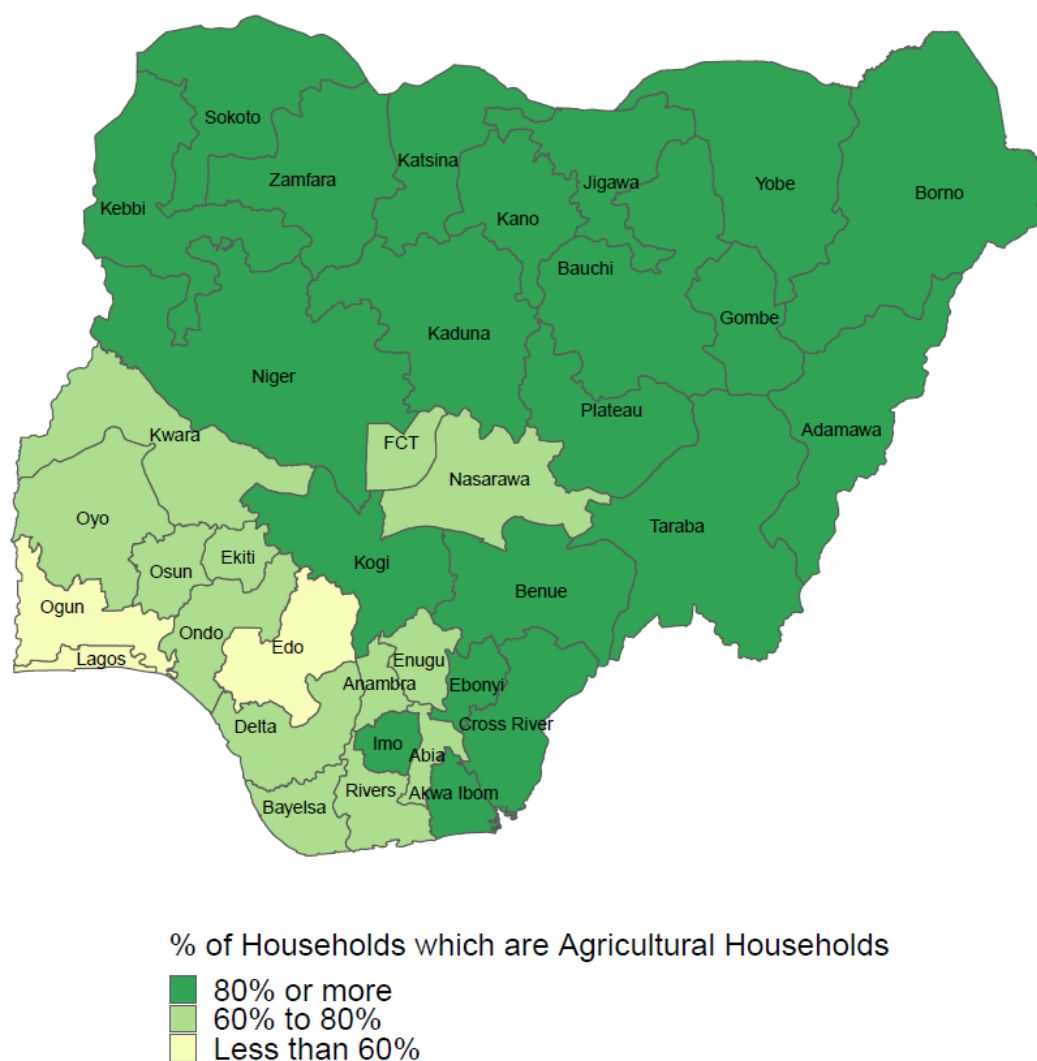 Sokoto
Katsina
Zamfara
Jigawa
Yobe
Borno
Kebbi
Kano
Bauchi
Gombe
Kaduna
Niger
Plateau
Adamawa
Kwara
FCT
Nasarawa
Oyo
Taraba
Ekiti
Osun
Kogi
Benue
Ogun
Ondo
Edo
Lagos
Enugu
Anambra
Ebonyi
Delta
Cross River
Imo
Abia
Rivers
Akwa Ibom
Bayelsa
% of Households which are Agricultural Households
80% or more
60% to 80%
Less than 60%